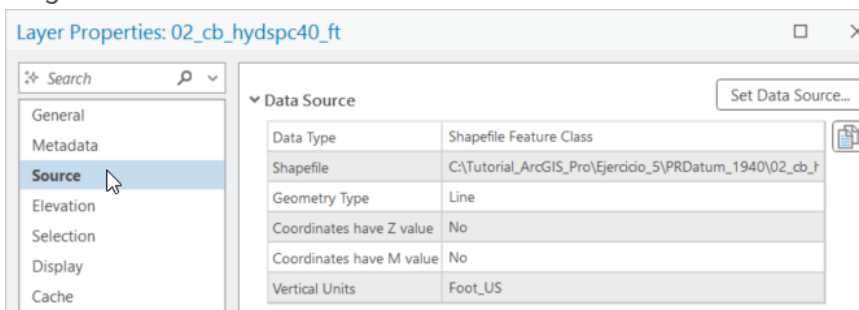 Layer Properties: 02_cb_hydspc40_ft
Search
General
Metadata
Source
Elevation
Selection
Display
Cache
Data Source
Set Data Source...
Data Type Shapefile Feature Class
Shapefile C:\Tutorial_ArcGIS_Pro\Ejercicio_5\PRDatum_1940\02_cb_h
Geometry Type Line
Coordinates have Z value No
Coordinates have M value No
Vertical Units Foot_US